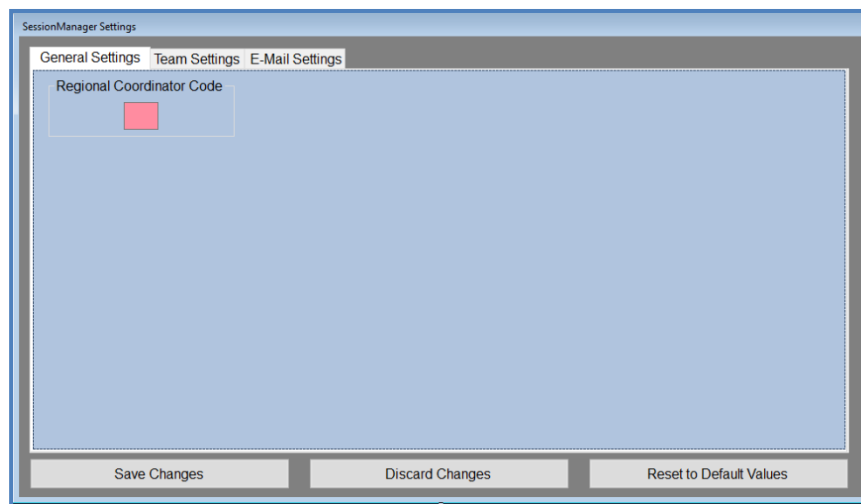 SessionManager Settings
General Settings Team Settings E-Mail Settings
Regional Coordinator Code
Save Changes Discard Changes Reset to Default Values